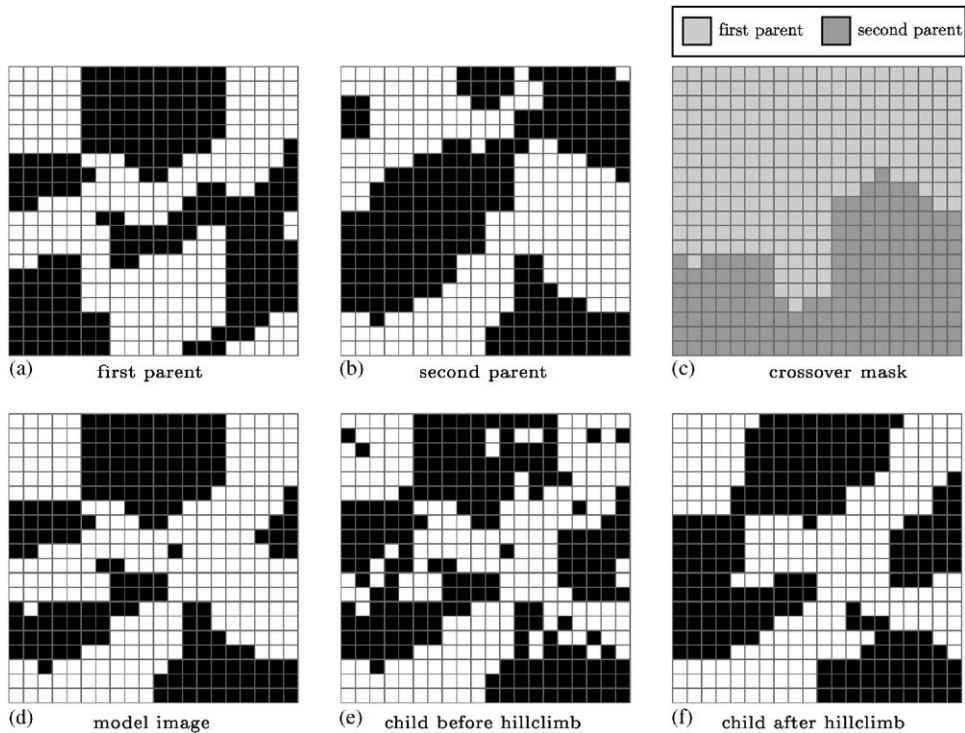 first parent second parent
(a) first parent
(b) second parent
(c) crossover mask
(d) model image
(e) child before hillclimb
(f) child after hillclimb